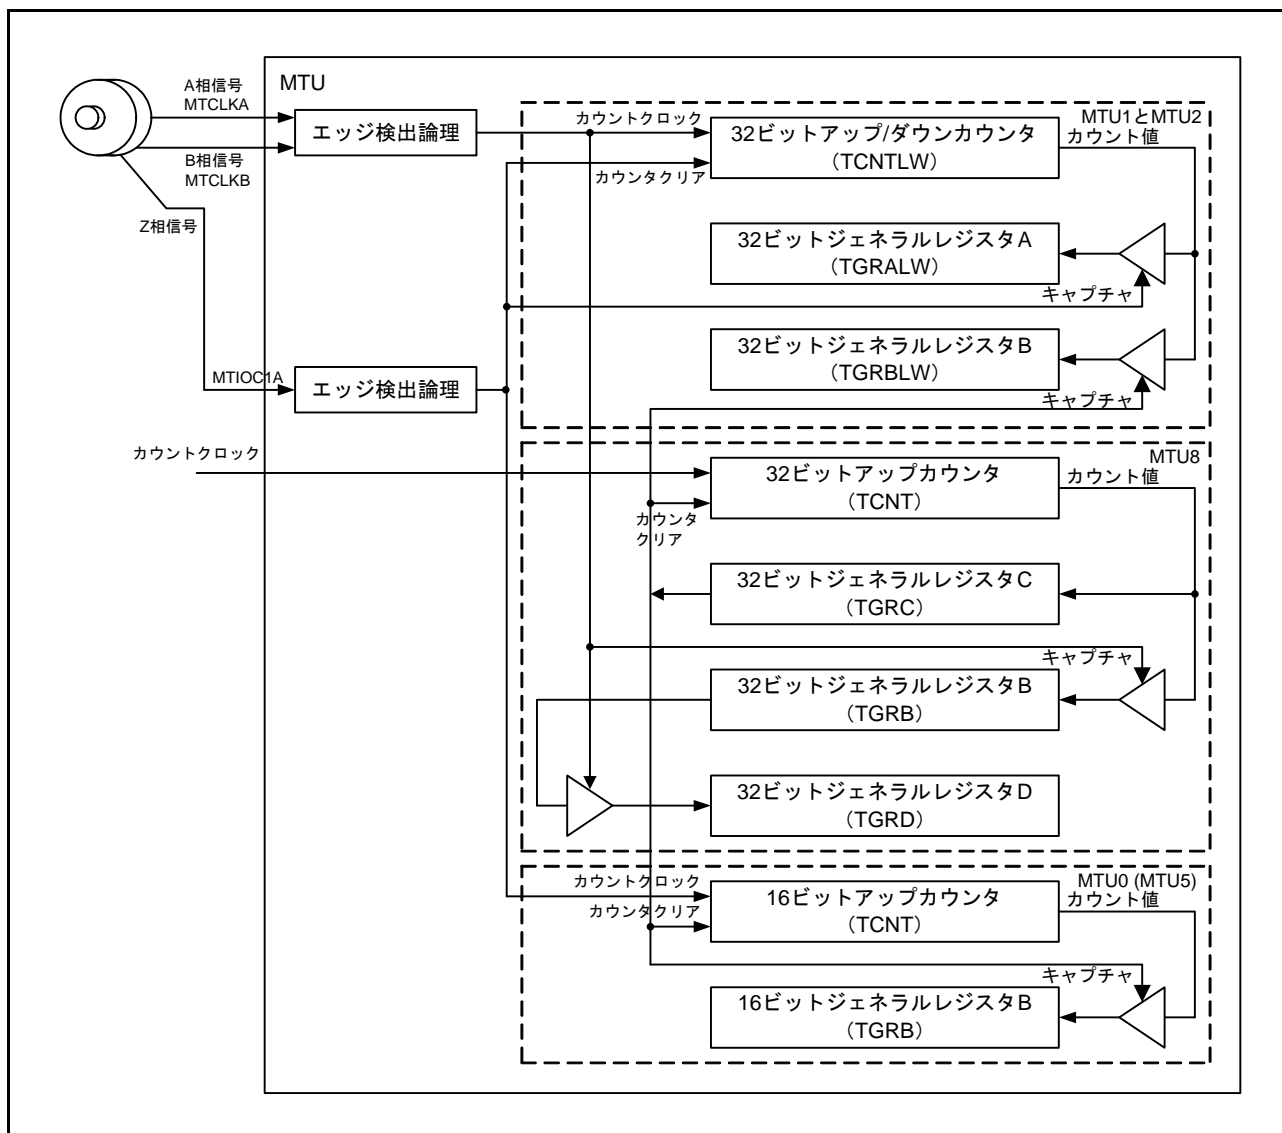 MTU
A相信号
MTCLKA
B相信号
MTCLKB
Z相信号
MTIOC1A
エッジ検出論理
エッジ検出論理
カウントクロック
カウンタクリア
MTU1とMTU2
カウント値
32ビットアップ/ダウンカウンタ
(TCNTLW)
32ビットジェネラルレジスタA
(TGRALW)
キャプチャ
32ビットジェネラルレジスタB
(TGRBLW)
キャプチャ
カウントクロック
MTU8
カウント値
32ビットアップカウンタ
(TCNT)
カウンタ
クリア
32ビットジェネラルレジスタC
(TGRC)
キャプチャ
32ビットジェネラルレジスタB
(TGRB)
32ビットジェネラルレジスタD
(TGRD)
カウントクロック
カウンタクリア
MTU0 (MTU5)
カウント値
16ビットアップカウンタ
(TCNT)
キャプチャ
16ビットジェネラルレジスタB
(TGRB)